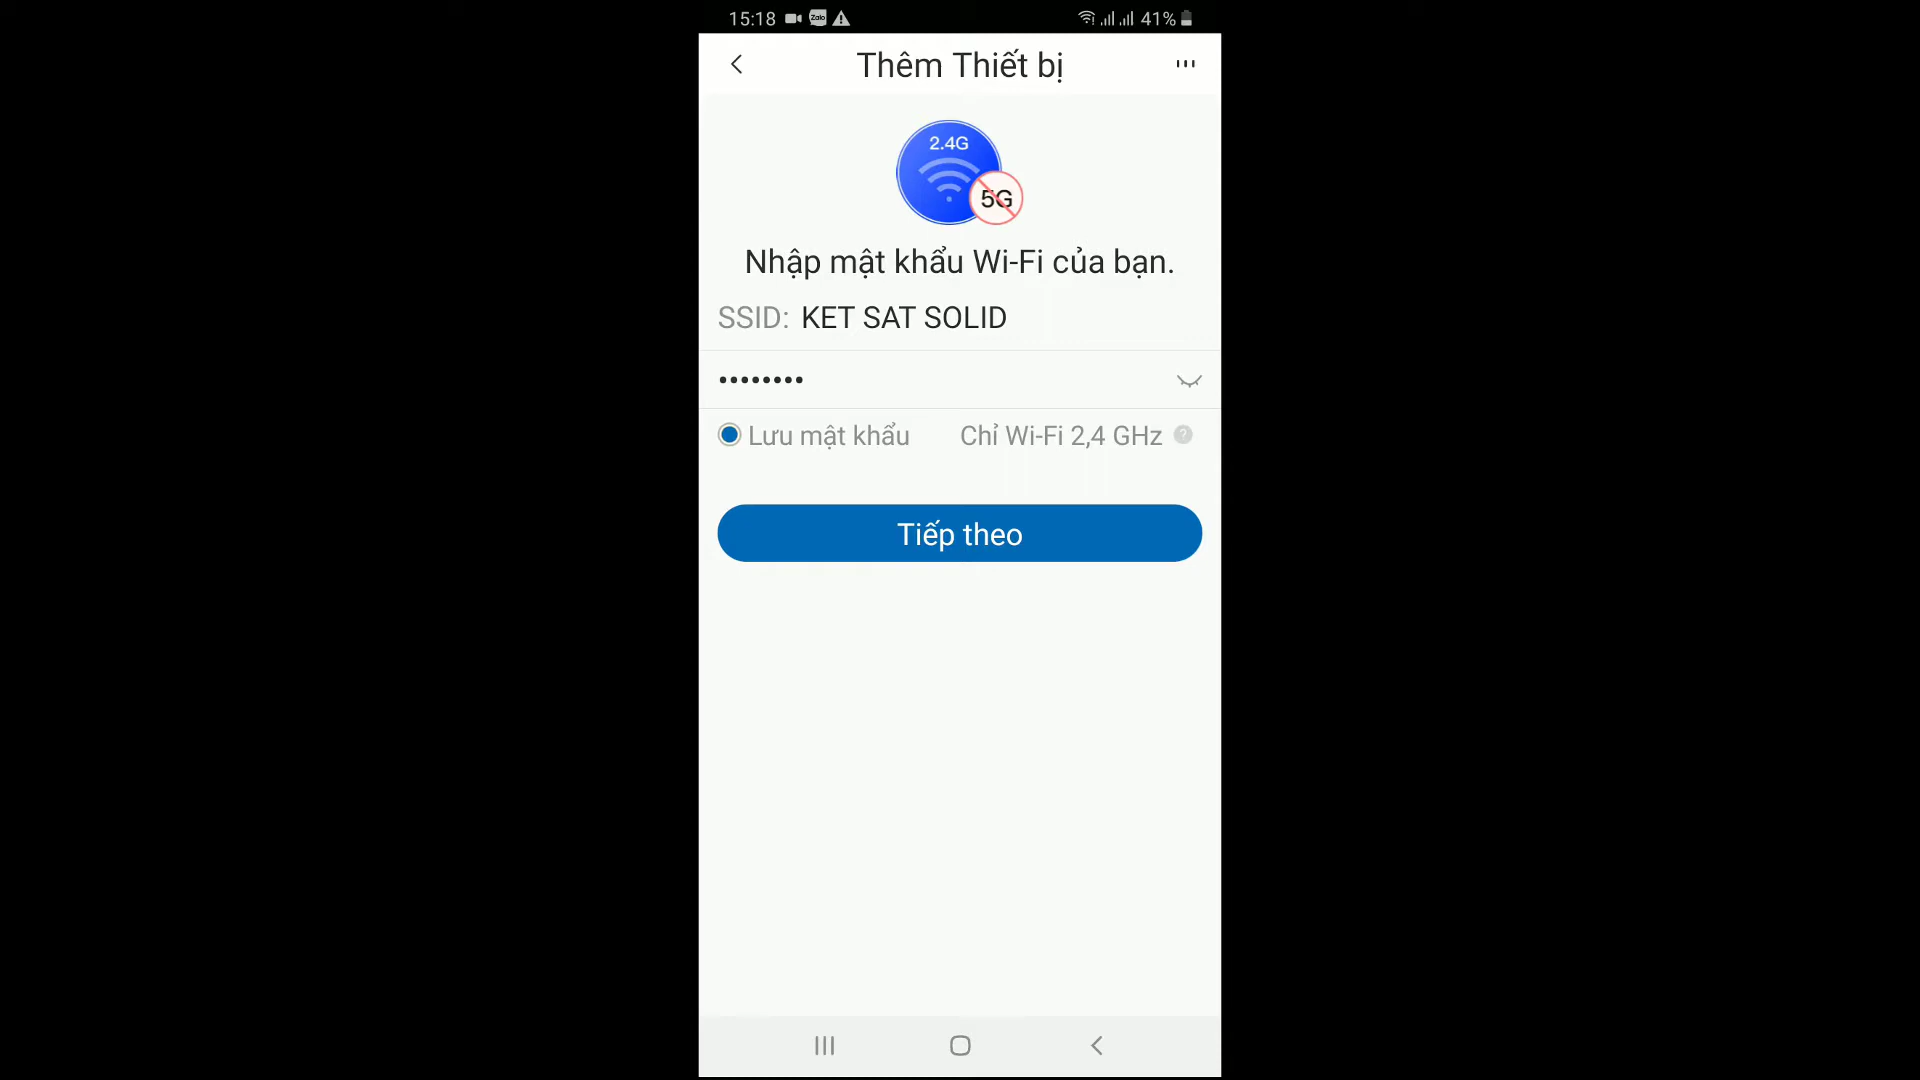 15:18 Zalo 41%
Thêm Thiết bị
2.4G
5G
Nhập mật khẩu Wi-Fi của bạn.
SSID: KET SAT SOLID
••••••••
Lưu mật khẩu Chỉ Wi-Fi 2,4 GHz ?
Tiếp theo